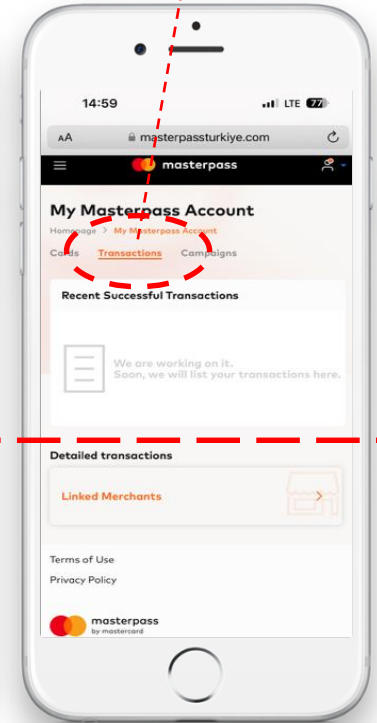 14:59 LTE 77
AA masterpassturkiye.com
masterpass
My Masterpass Account
Homepage > My Masterpass Account
Cards Transactions Campaigns
Recent Successful Transactions
We are working on it.
Soon, we will list your transactions here.
Detailed transactions
Linked Merchants
Terms of Use
Privacy Policy
masterpass
by mastercard